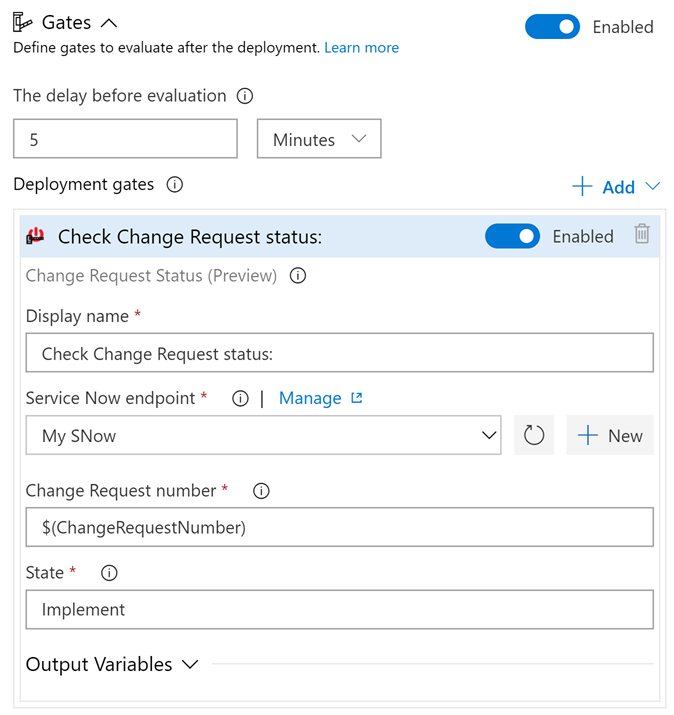 Gates
Enabled
Define gates to evaluate after the deployment. Learn more
The delay before evaluation
5
Minutes
Deployment gates
Add
Check Change Request status:
Enabled
Change Request Status (Preview)
Display name *
Check Change Request status:
Service Now endpoint * | Manage
My SNow
New
Change Request number *
$(ChangeRequestNumber)
State *
Implement
Output Variables